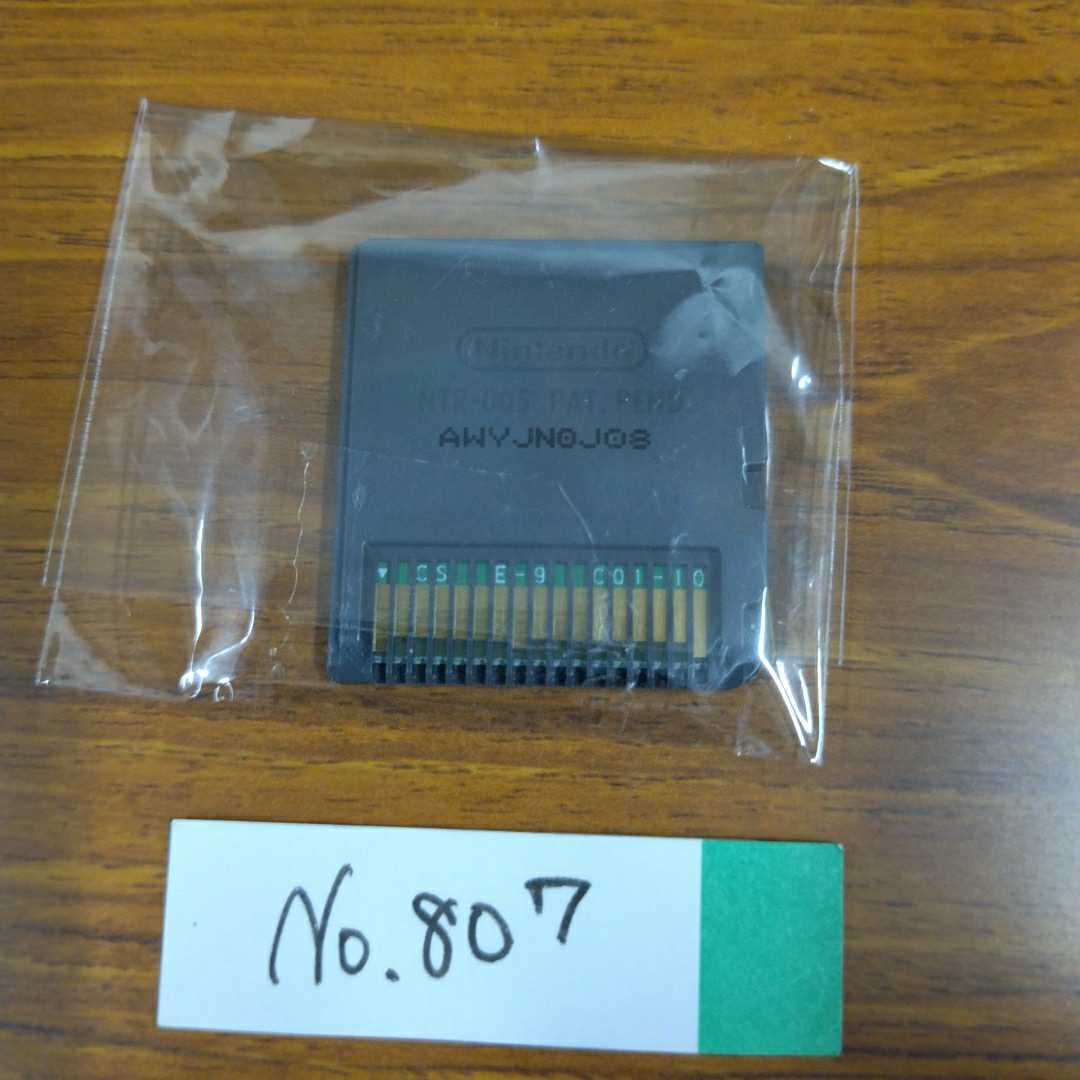 Nintendo
NTR-005 PAT. PEND.
AWYJN0J08
▼ CS E-9 C01-10
No. 807